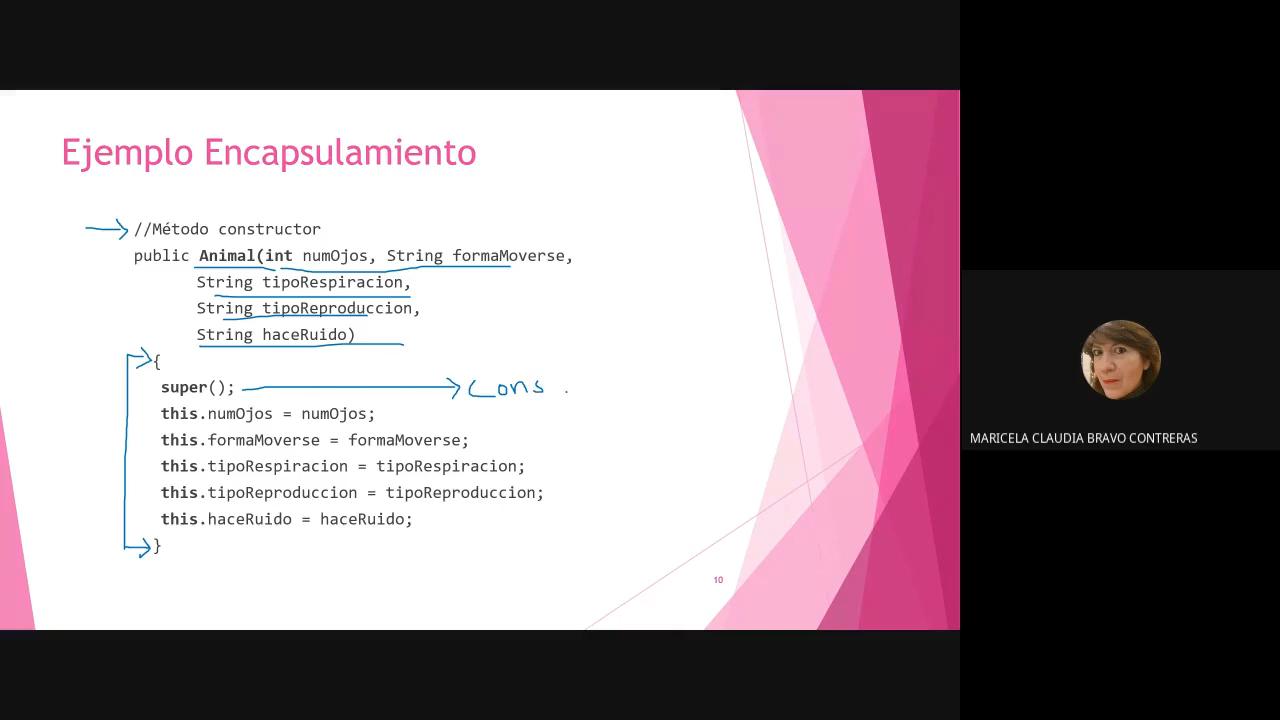 Ejemplo Encapsulamiento
//Método constructor
public Animal(int numOjos, String formaMoverse,
String tipoRespiracion,
String tipoReproduccion,
String haceRuido)
{
super(); Cons
this.numOjos = numOjos;
this.formaMoverse = formaMoverse;
this.tipoRespiracion = tipoRespiracion;
this.tipoReproduccion = tipoReproduccion;
this.haceRuido = haceRuido;
}
10
MARICELA CLAUDIA BRAVO CONTRERAS